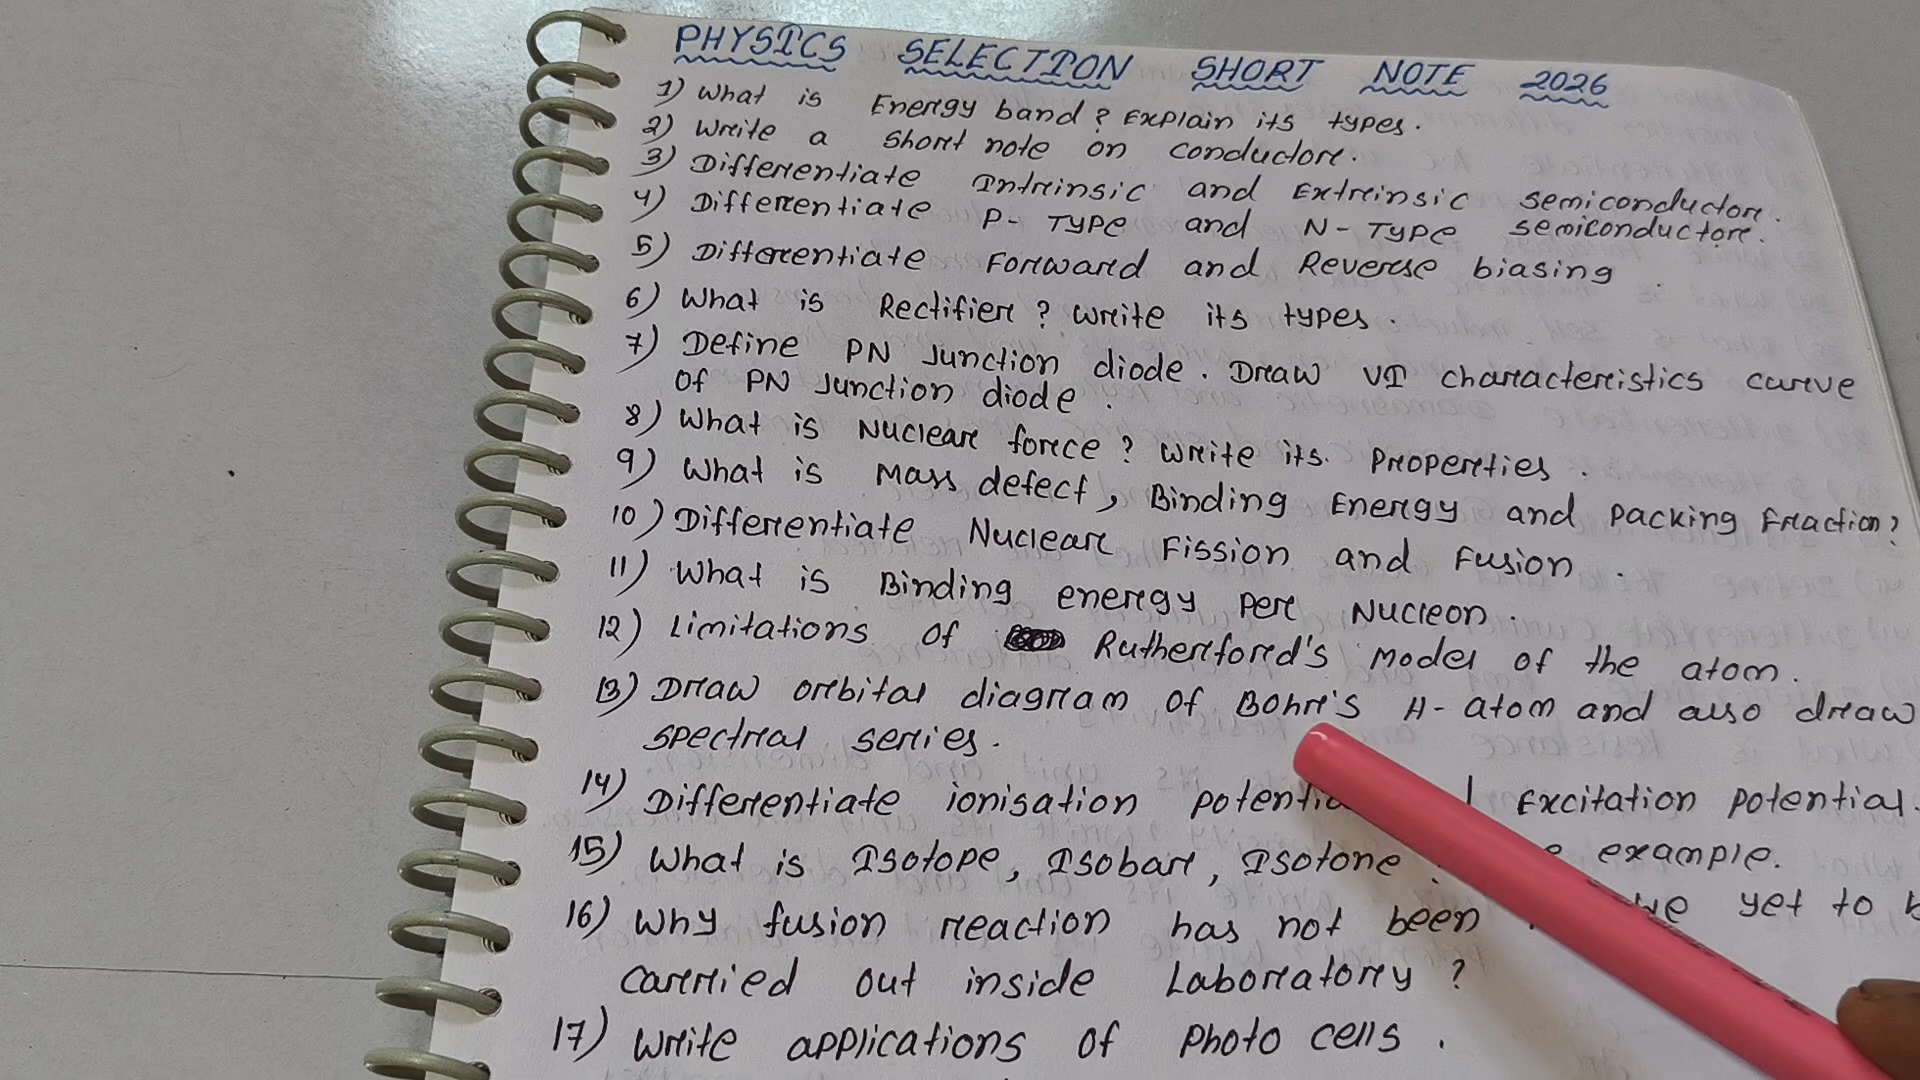 PHYSICS SELECTION SHORT NOTE 2026
1) What is Energy band? Explain its types.
2) Write a short note on conductor.
3) Differentiate Intrinsic and Extrinsic semiconductor.
4) Differentiate P-Type and N-Type semiconductor.
5) Differentiate Forward and Reverse biasing.
6) What is Rectifier? Write its types.
7) Define PN Junction diode. Draw VI characteristics curve
of PN Junction diode.
8) What is Nuclear force? Write its Properties.
9) What is Mass defect, Binding Energy and Packing Fraction?
10) Differentiate Nuclear Fission and Fusion.
11) What is Binding energy per Nucleon.
12) Limitations of Rutherford's Model of the atom.
13) Draw orbital diagram of Bohr's H-atom and also draw
spectral series.
14) Differentiate ionisation potential Excitation potential.
15) What is Isotope, Isobar, Isotone example.
16) Why fusion reaction has not been yet to
carried out inside Laboratory?
17) Write applications of Photo cells.